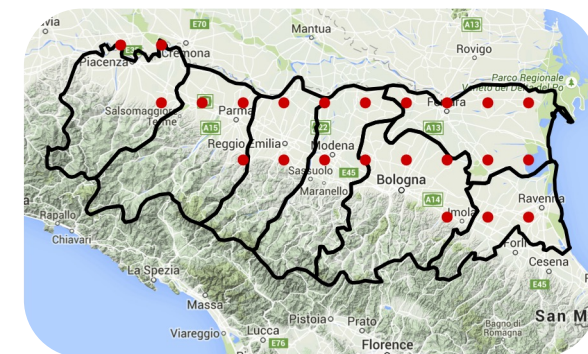 via
E70
Mantua
A13
Rovigo
Cremona
Piacenza
Parco Regionale
Veneto del Delta del Po
Salsomaggiore
Terme
Parma
A15
A22
A13
Reggio Emilia
Modena
Sassuolo
E45
Maranello
Bologna
A14
Imola
Ravenna
Forlì
Cesena
E45
Rapallo
Chiavari
La Spezia
Massa
Pistoia
Prato
Bagno di
Romagna
San M
Viareggio
Lucca
E76
Florence